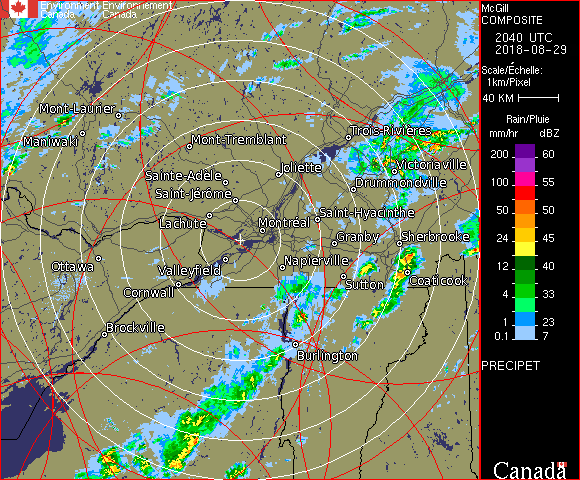 Environment Environnement
Canada Canada
Mont-Laurier
Maniwaki
Mont-Tremblant
Trois-Rivières
Sainte-Adèle
Joliette
Victoriaville
Saint-Jérôme
Drummondville
Lachute
Montréal
Saint-Hyacinthe
Granby
Sherbrooke
Ottawa
Valleyfield
Napierville
Cornwall
Sutton
Coaticook
Brockville
Burlington
McGill
COMPOSITE
2040 UTC
2018-08-29
Scale/Échelle:
1km/Pixel
40 KM
Rain/Pluie
mm/hr dBZ
200 60
100 55
50
50 45
24 30
12 40
4 33
1 23
0.1 7
PRECIPET
Canada